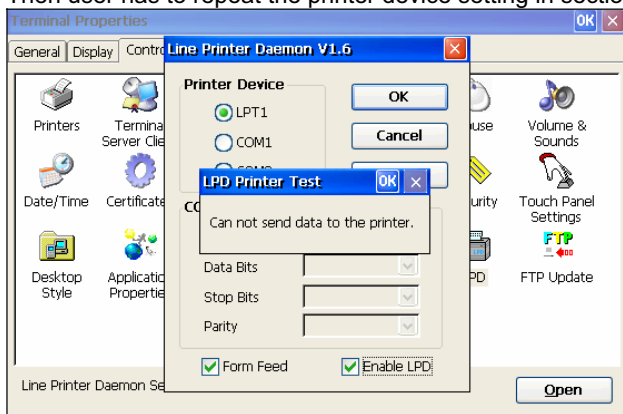 Then user has to repeat the printer device setting in sectio
Terminal Properties OK
General Display Contro
Line Printer Daemon V1.6
Printer Device
LPT1
COM1
OK
Cancel
Printers
Termina
Server Clie
Volume &
Sounds
LPD Printer Test OK
Can not send data to the printer.
Date/Time
Certificate
urity
Touch Panel
Settings
Data Bits
Stop Bits
Parity
Desktop
Style
Applicatio
Propertie
PD
FTP
FTP Update
Form Feed
Enable LPD
Line Printer Daemon Se
Open